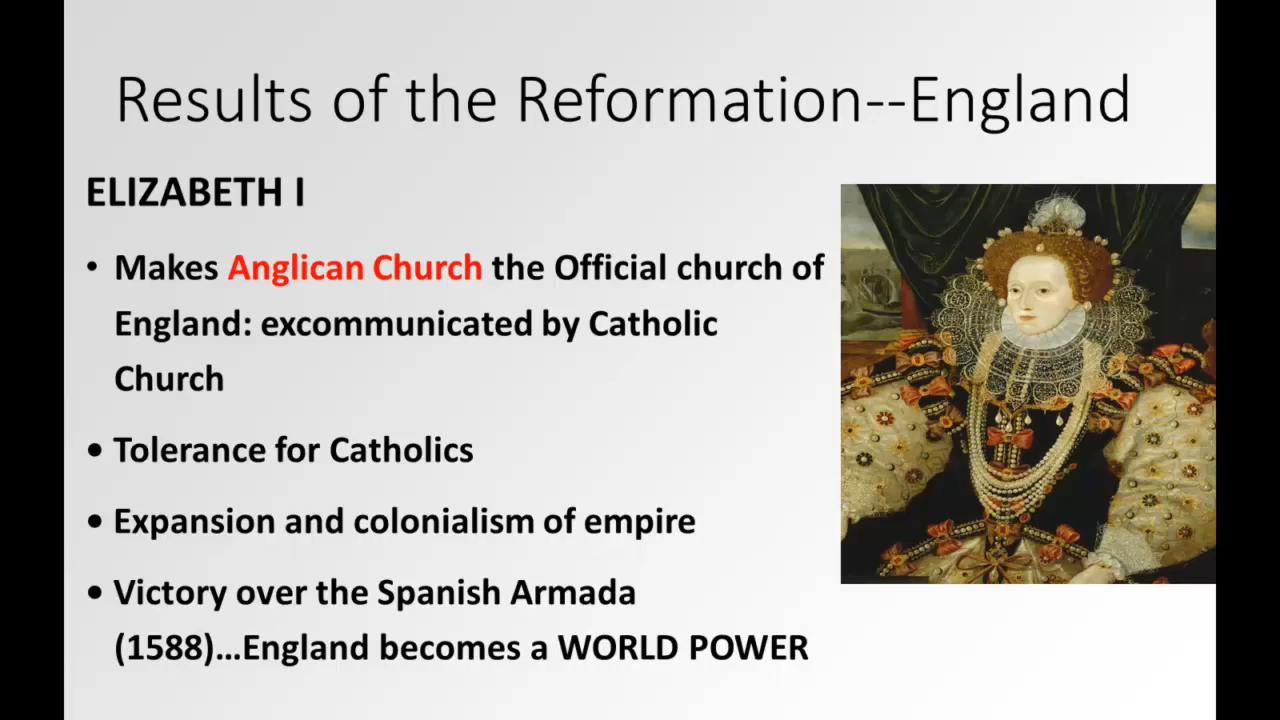 Results of the Reformation--England
ELIZABETH I
• Makes Anglican Church the Official church of
England: excommunicated by Catholic
Church
• Tolerance for Catholics
• Expansion and colonialism of empire
• Victory over the Spanish Armada
(1588)...England becomes a WORLD POWER